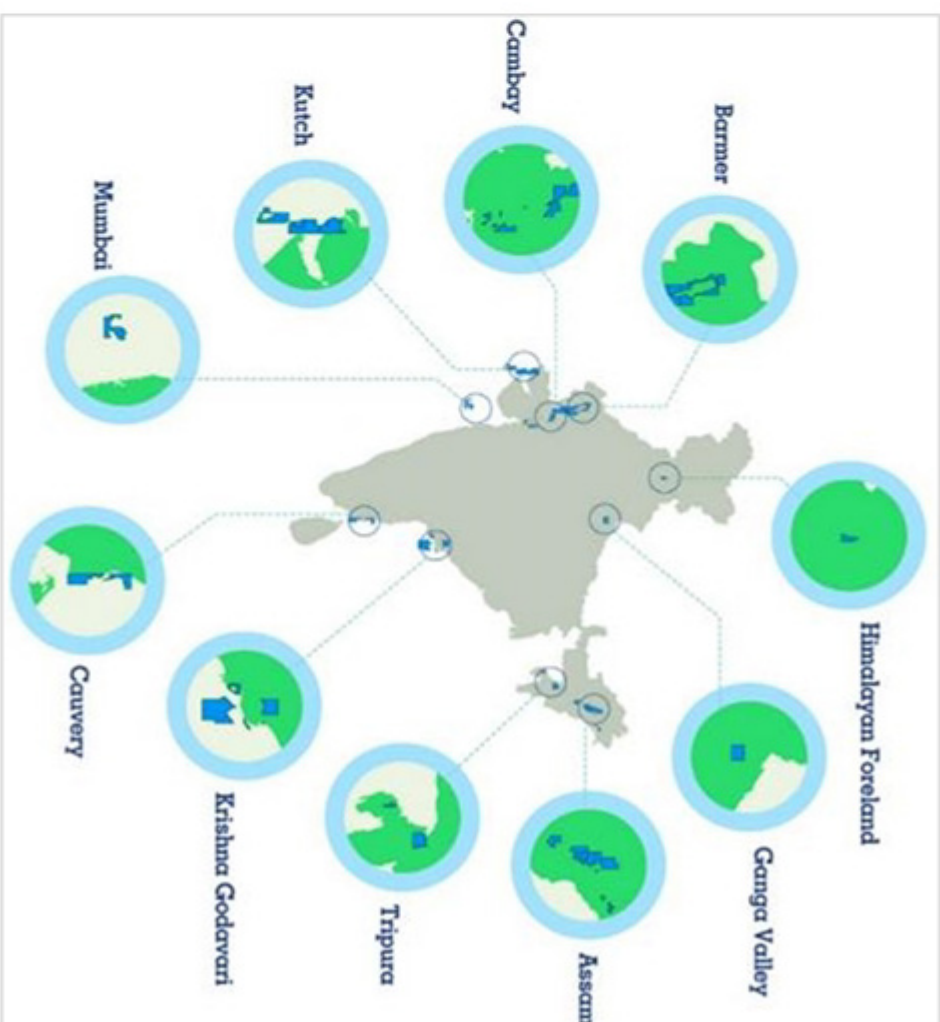 Himalayan Foreland
Barmer
Ganga Valley
Cambay
Assam
Kutch
Tripura
Mumbai
Krishna Godavari
Cauvery